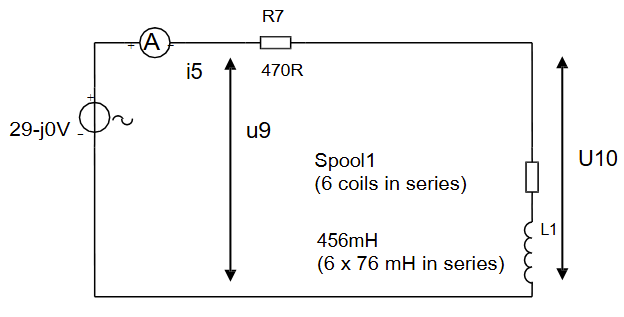 R7
A
+
-
i5
470R
+
29-j0V
-
u9
U10
Spool1
(6 coils in series)
L1
456mH
(6 x 76 mH in series)